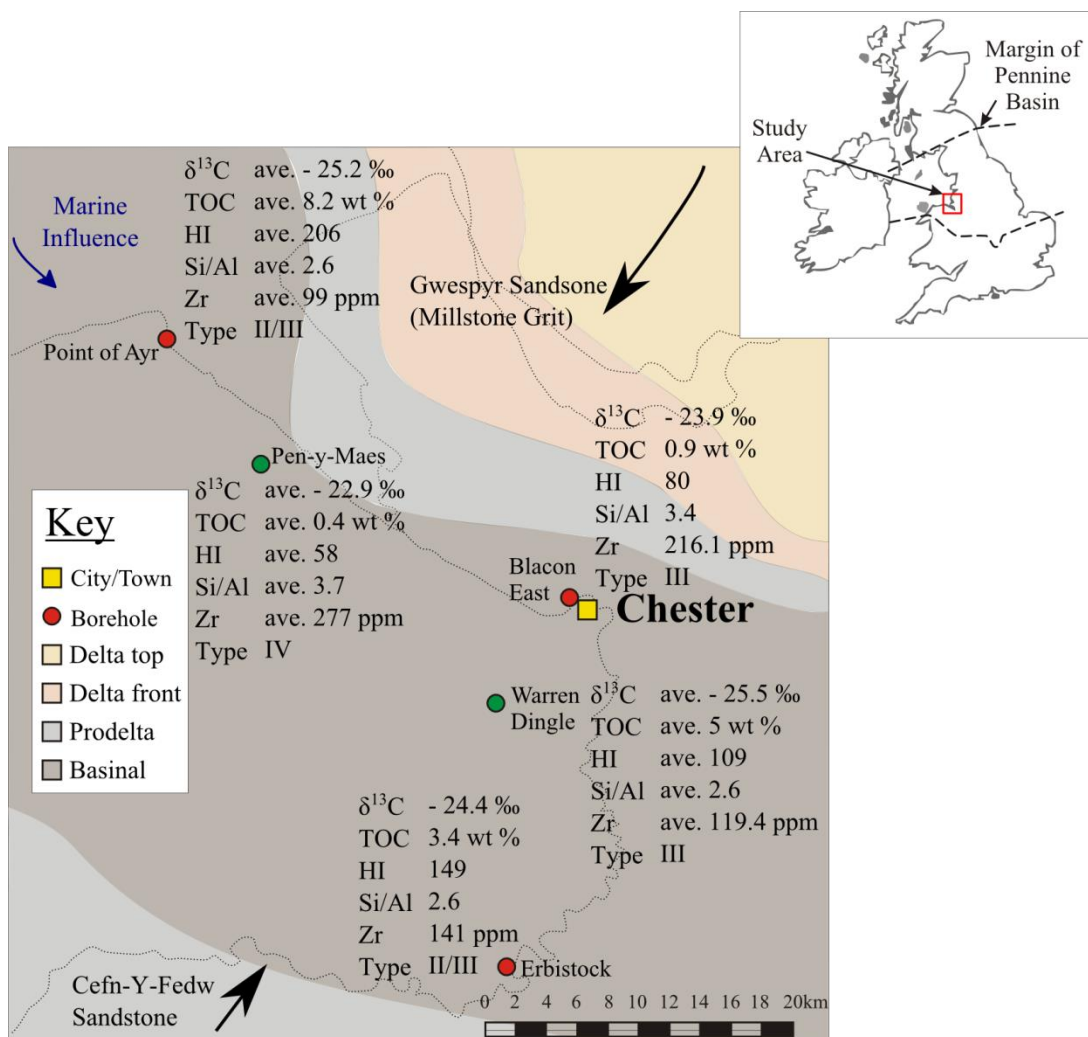 Margin of
Pennine
Basin
Study
Area
Marine
Influence
δ¹³C ave. - 25.2 ‰
TOC ave. 8.2 wt %
HI ave. 206
Si/Al ave. 2.6
Zr ave. 99 ppm
Type II/III
Point of Ayr
Gwespyr Sandsone
(Millstone Grit)
Pen-y-Maes
δ¹³C ave. - 22.9 ‰
TOC ave. 0.4 wt %
HI ave. 58
Si/Al ave. 3.7
Zr ave. 277 ppm
Type IV
δ¹³C - 23.9 ‰
TOC 0.9 wt %
HI 80
Si/Al 3.4
Zr 216.1 ppm
Type III
Blacon
East
Chester
Key
City/Town
Borehole
Delta top
Delta front
Prodelta
Basinal
Warren
Dingle
δ¹³C ave. - 25.5 ‰
TOC ave. 5 wt %
HI ave. 109
Si/Al ave. 2.6
Zr ave. 119.4 ppm
Type III
δ¹³C - 24.4 ‰
TOC 3.4 wt %
HI 149
Si/Al 2.6
Zr 141 ppm
Type II/III
Erbistock
Cefn-Y-Fedw
Sandstone
0 2 4 6 8 10 12 14 16 20km